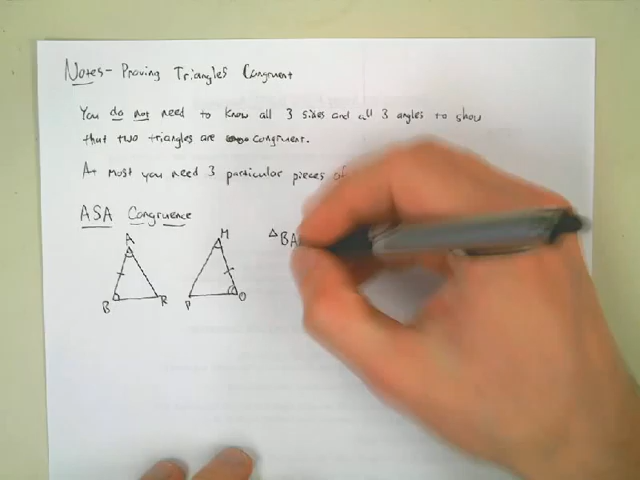 Notes - Proving Triangles Congruent
You do not need to know all 3 sides and all 3 angles to show
that two triangles are congruent.
At most you need 3 particular pieces of
ASA Congruence
A M
△BA
B R P O